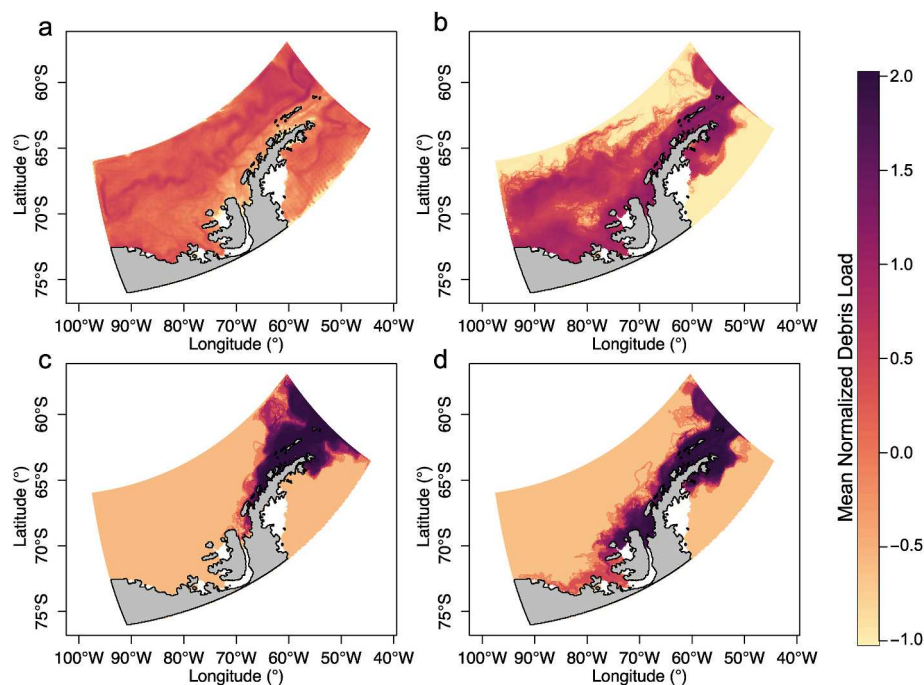 a
60°S
65°S
70°S
75°S
Latitude (°)
100°W 90°W 80°W 70°W 60°W 50°W 40°W
Longitude (°)
b
60°S
65°S
70°S
75°S
Latitude (°)
100°W 90°W 80°W 70°W 60°W 50°W 40°W
Longitude (°)
c
60°S
65°S
70°S
75°S
Latitude (°)
100°W 90°W 80°W 70°W 60°W 50°W 40°W
Longitude (°)
d
60°S
65°S
70°S
75°S
Latitude (°)
100°W 90°W 80°W 70°W 60°W 50°W 40°W
Longitude (°)
Mean Normalized Debris Load
2.0
1.5
1.0
0.5
0.0
−0.5
−1.0